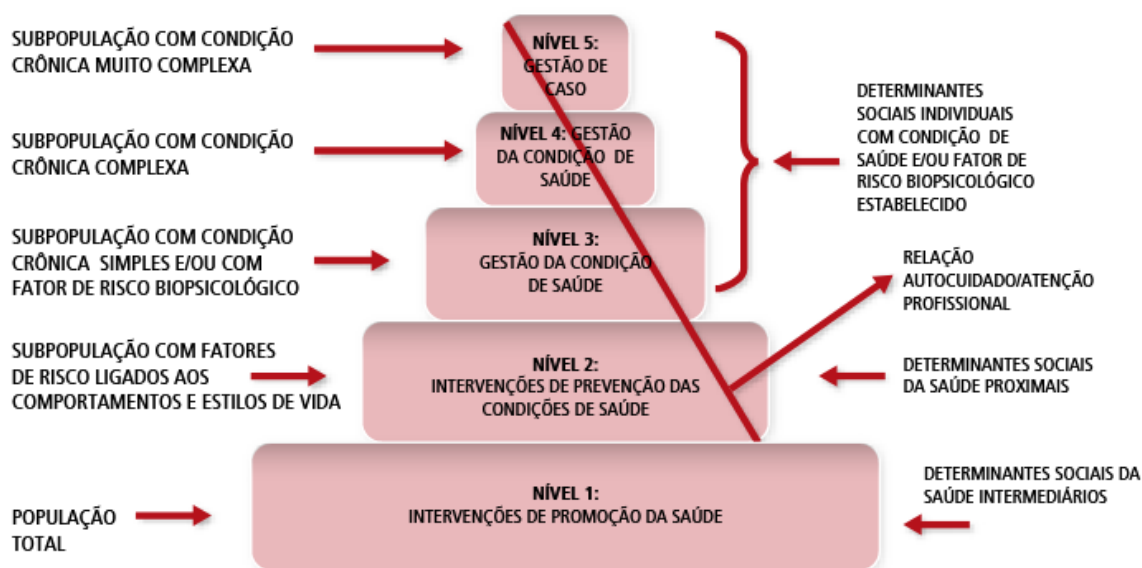 SUBPOPULAÇÃO COM CONDIÇÃO
CRÔNICA MUITO COMPLEXA
NÍVEL 5:
GESTÃO DE
CASO
DETERMINANTES
SOCIAIS INDIVIDUAIS
COM CONDIÇÃO DE
SAÚDE E/OU FATOR DE
RISCO BIOPSICOLÓGICO
ESTABELECIDO
SUBPOPULAÇÃO COM CONDIÇÃO
CRÔNICA COMPLEXA
NÍVEL 4: GESTÃO
DA CONDIÇÃO DE
SAÚDE
SUBPOPULAÇÃO COM CONDIÇÃO
CRÔNICA SIMPLES E/OU COM
FATOR DE RISCO BIOPSICOLÓGICO
NÍVEL 3:
GESTÃO DA CONDIÇÃO
DE SAÚDE
RELAÇÃO
AUTOCUIDADO/ATENÇÃO
PROFISSIONAL
SUBPOPULAÇÃO COM FATORES
DE RISCO LIGADOS AOS
COMPORTAMENTOS E ESTILOS DE VIDA
NÍVEL 2:
INTERVENÇÕES DE PREVENÇÃO DAS
CONDIÇÕES DE SAÚDE
DETERMINANTES SOCIAIS
DA SAÚDE PROXIMAIS
POPULAÇÃO
TOTAL
NÍVEL 1:
INTERVENÇÕES DE PROMOÇÃO DA SAÚDE
DETERMINANTES SOCIAIS DA
SAÚDE INTERMEDIÁRIOS